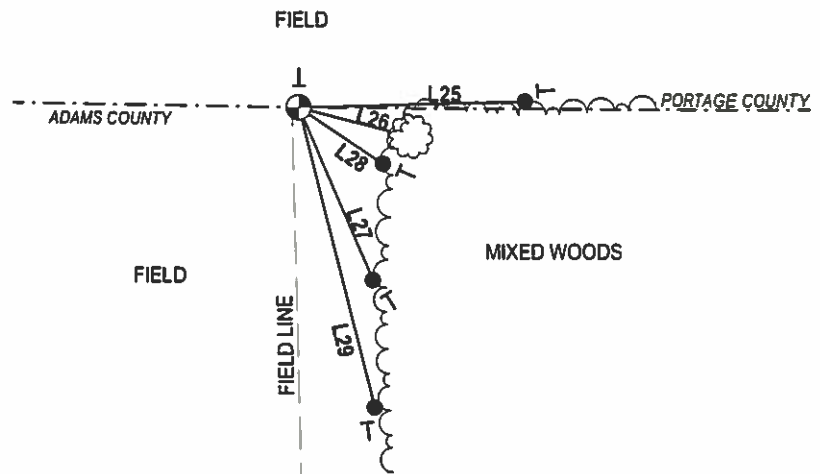 FIELD
T
L25
T
ADAMS COUNTY
PORTAGE COUNTY
L26
L28
T
L27
MIXED WOODS
FIELD
T
FIELD LINE
L29
T